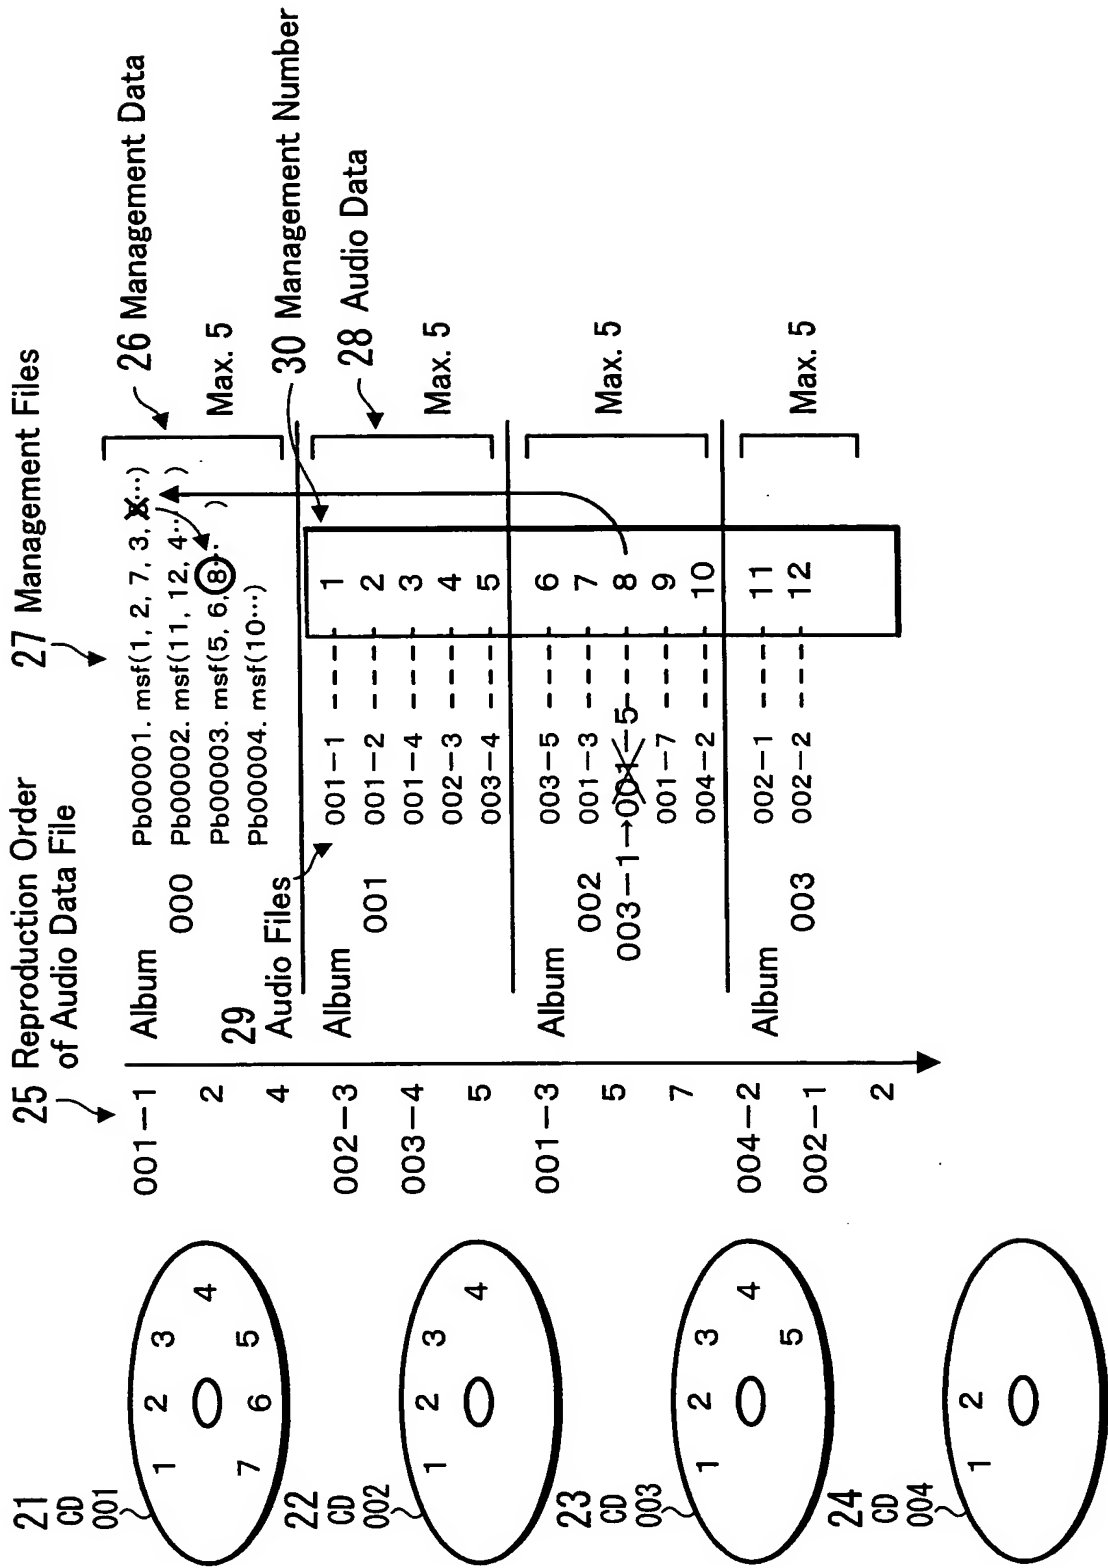 25 Reproduction Order
of Audio Data File
27 Management Files
26 Management Data
30 Management Number
28 Audio Data
29
Audio Files
21
CD
001
1 2 3 4
7 6 5
22
CD
002
1 2 3 4
23
CD
003
1 2 3 4
5
24
CD
004
1 2
001-1
2
4
002-3
003-4
5
001-3
5
7
004-2
002-1
2
Album
000
Pb00001. msf(1, 2, 7, 3, 8…)
Pb00002. msf(11, 12, 4… )
Pb00003. msf(5, 6, 8… )
Pb00004. msf(10…)
Max. 5
Album
001
001-1 ---- 1
001-2 ---- 2
001-4 ---- 3
002-3 ---- 4
003-4 ---- 5
Max. 5
Album
002
003-5 ---- 6
001-3 ---- 7
003-1→001-5 ---- 8
001-7 ---- 9
004-2 ---- 10
Max. 5
Album
003
002-1 ---- 11
002-2 ---- 12
Max. 5